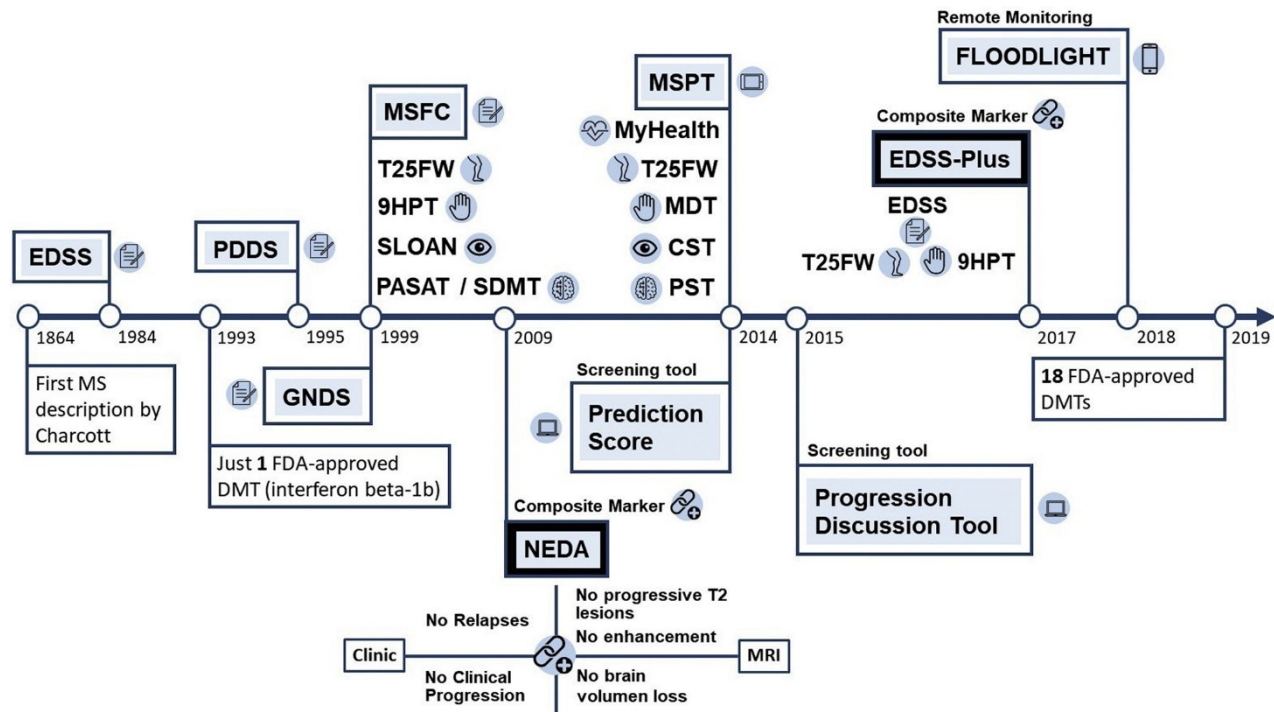 Remote Monitoring
FLOODLIGHT
MSPT
MyHealth
T25FW
MDT
CST
PST
MSFC
T25FW
9HPT
SLOAN
PASAT / SDMT
Composite Marker
EDSS-Plus
EDSS
T25FW
9HPT
EDSS
PDDS
1864
1984
1993
1995
1999
2009
2014
2015
2017
2018
2019
First MS
description by
Charcott
GNDS
Just 1 FDA-approved
DMT (interferon beta-1b)
Screening tool
Prediction
Score
18 FDA-approved
DMTs
Screening tool
Progression
Discussion Tool
Composite Marker
NEDA
No Relapses
No Clinical
Progression
Clinic
No progressive T2
lesions
No enhancement
No brain
volumen loss
MRI